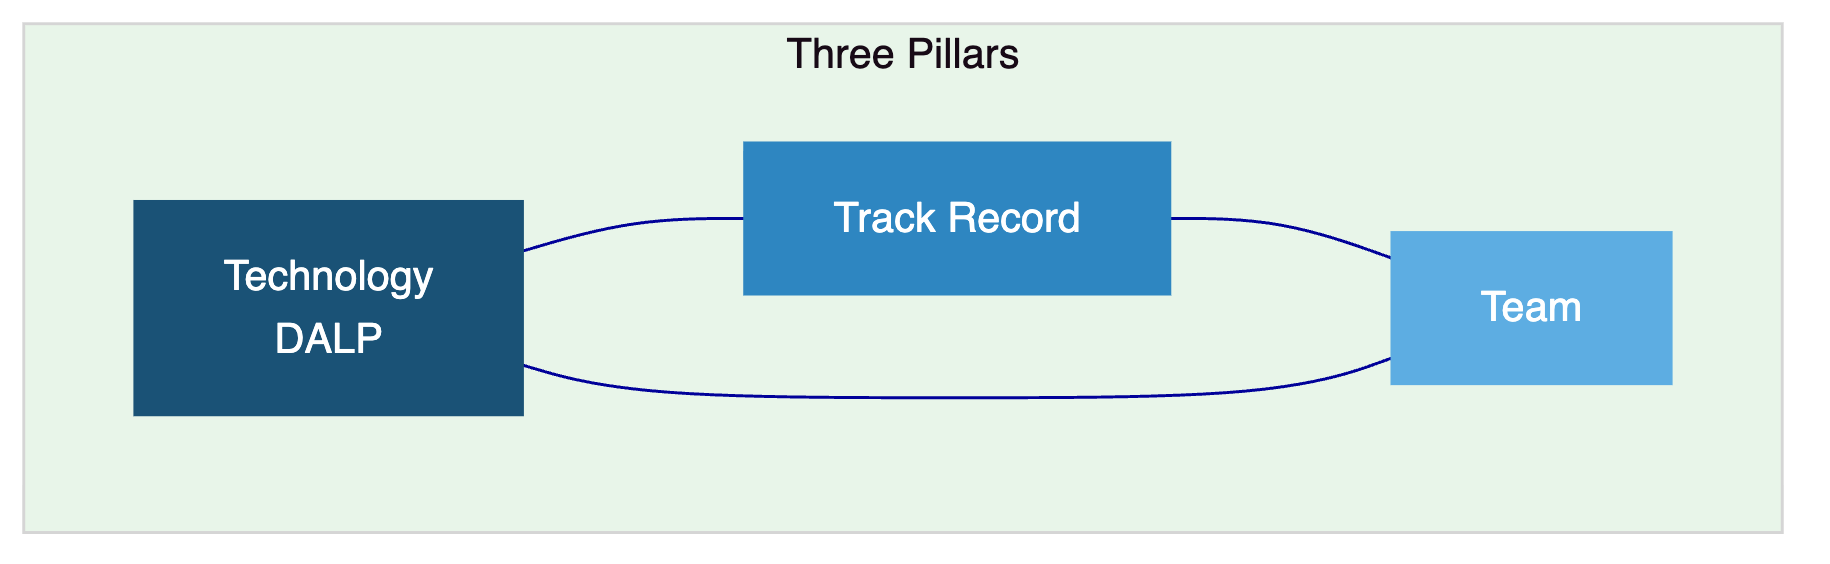 Three Pillars
Technology
DALP
Track Record
Team